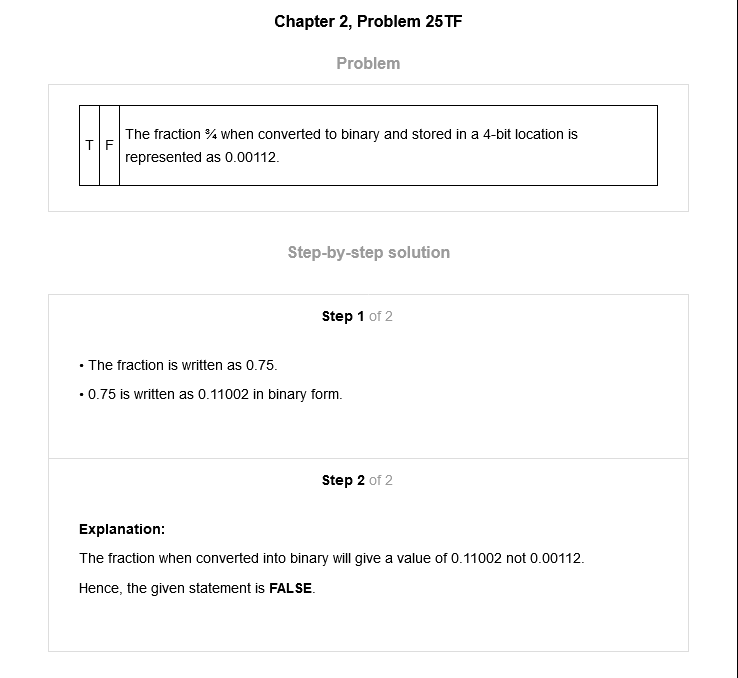 Chapter 2, Problem 25TF
Problem
T F The fraction ¾ when converted to binary and stored in a 4-bit location is
represented as 0.00112.
Step-by-step solution
Step 1 of 2
• The fraction is written as 0.75.
• 0.75 is written as 0.11002 in binary form.
Step 2 of 2
Explanation:
The fraction when converted into binary will give a value of 0.11002 not 0.00112.
Hence, the given statement is FALSE.